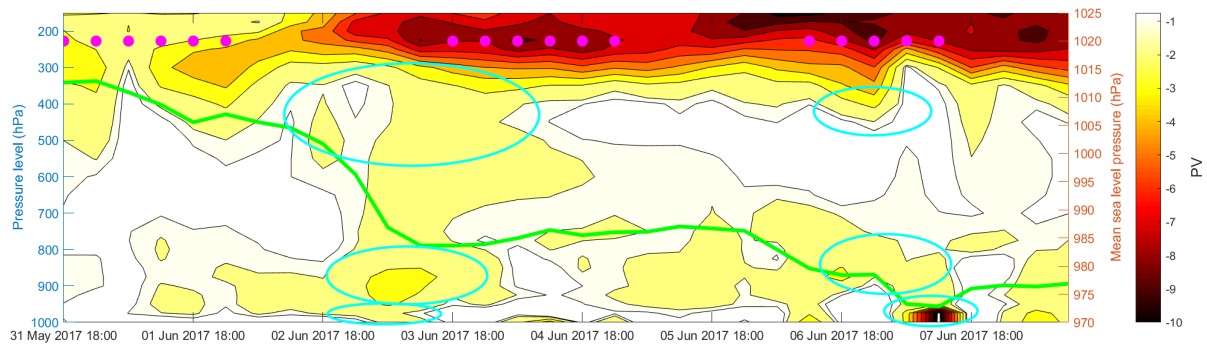 Pressure level (hPa)
200
300
400
500
600
700
800
900
1000
31 May 2017 18:00
01 Jun 2017 18:00
02 Jun 2017 18:00
03 Jun 2017 18:00
04 Jun 2017 18:00
05 Jun 2017 18:00
06 Jun 2017 18:00
07 Jun 2017 18:00
1025
1020
1015
1010
1005
1000
995
990
985
980
975
970
Mean sea level pressure (hPa)
-1
-2
-3
-4
-5
-6
-7
-8
-9
-10
PV